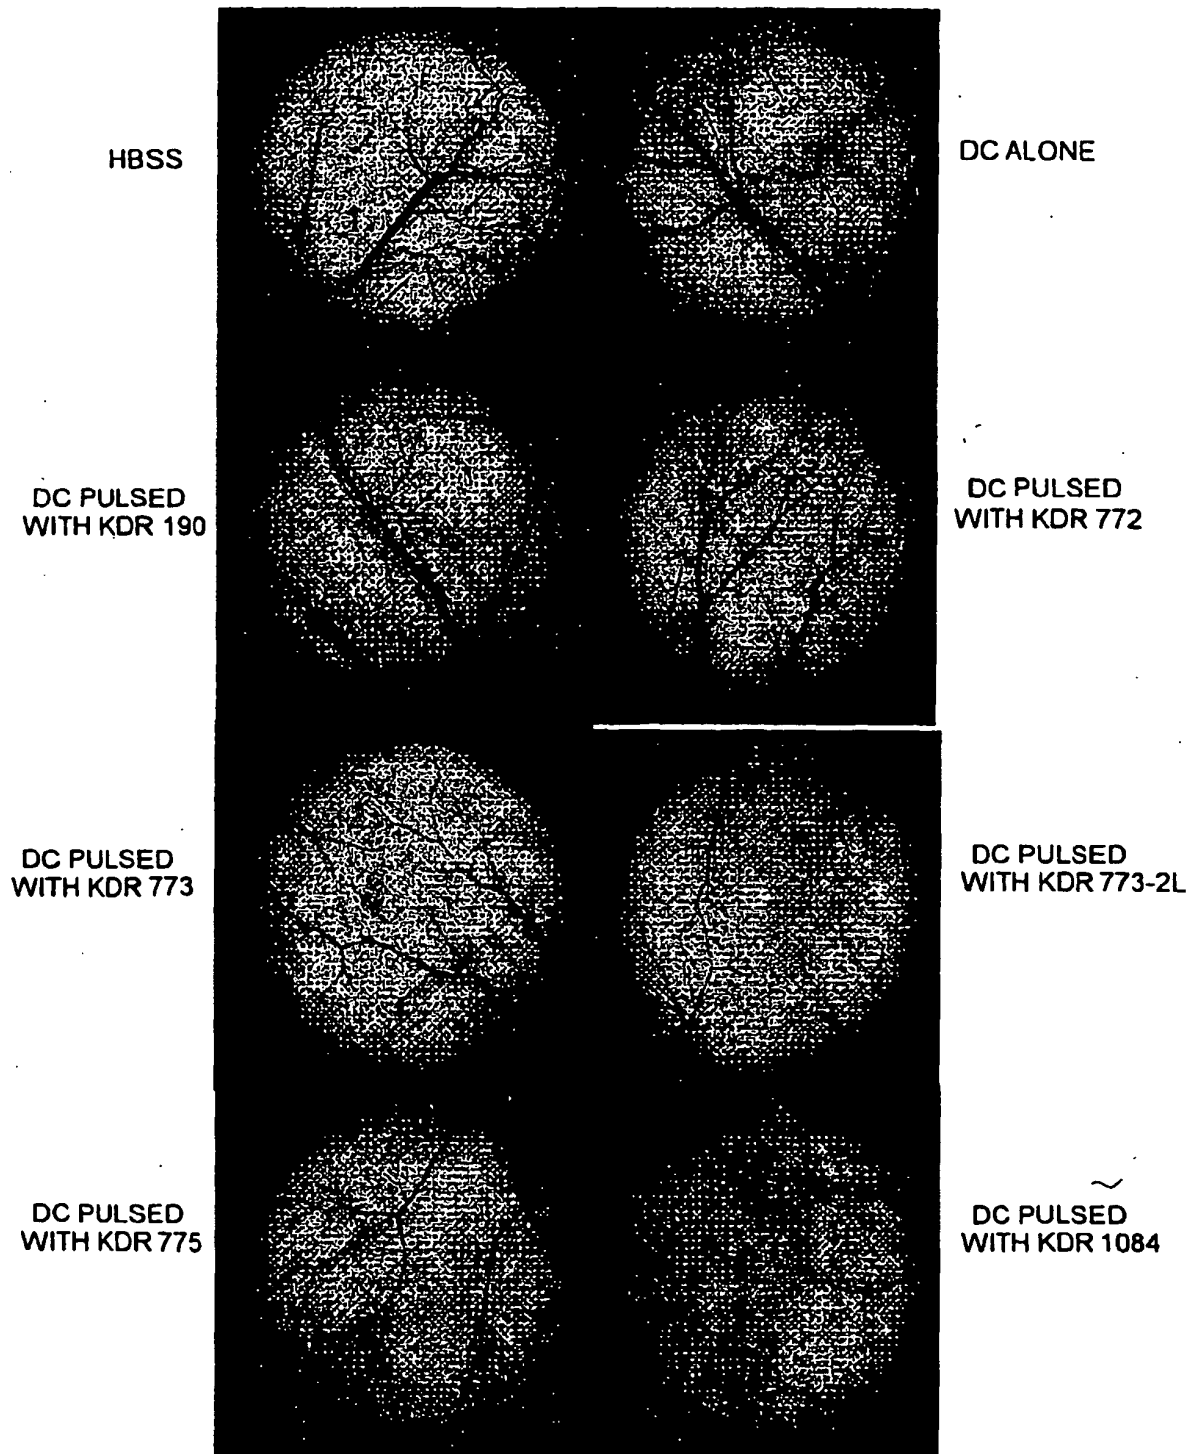 HBSS
DC ALONE
DC PULSED
WITH KDR 190
DC PULSED
WITH KDR 772
DC PULSED
WITH KDR 773
DC PULSED
WITH KDR 773-2L
DC PULSED
WITH KDR 775
DC PULSED
WITH KDR 1084